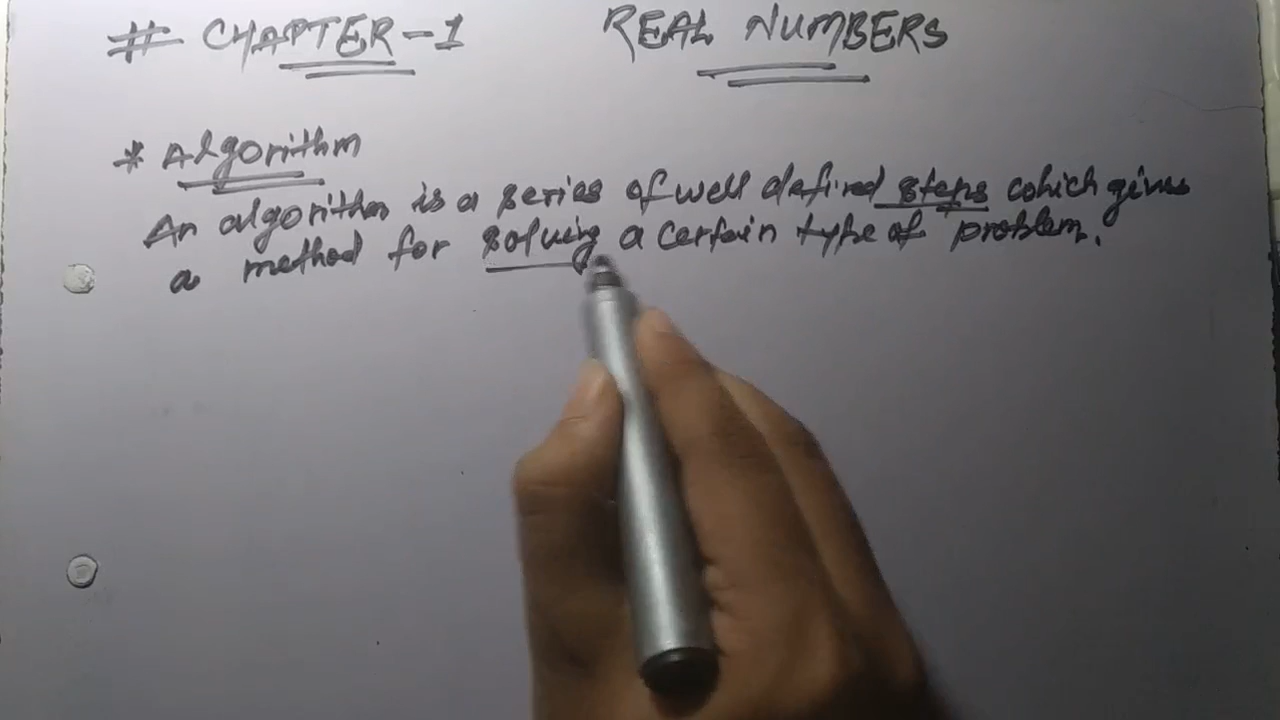 # CHAPTER-1 REAL NUMBERS
* Algorithm
An algorithm is a series of well defined steps which gives
a method for solving a certain type of problem.